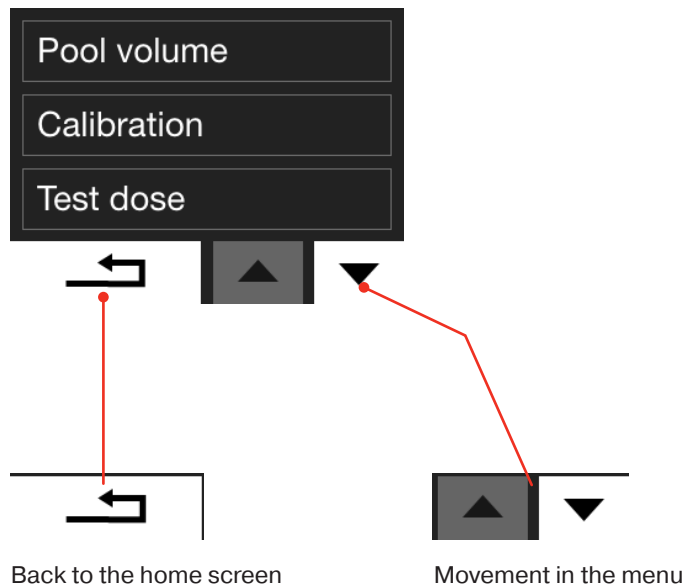 Pool volume
Calibration
Test dose
Back to the home screen
Movement in the menu